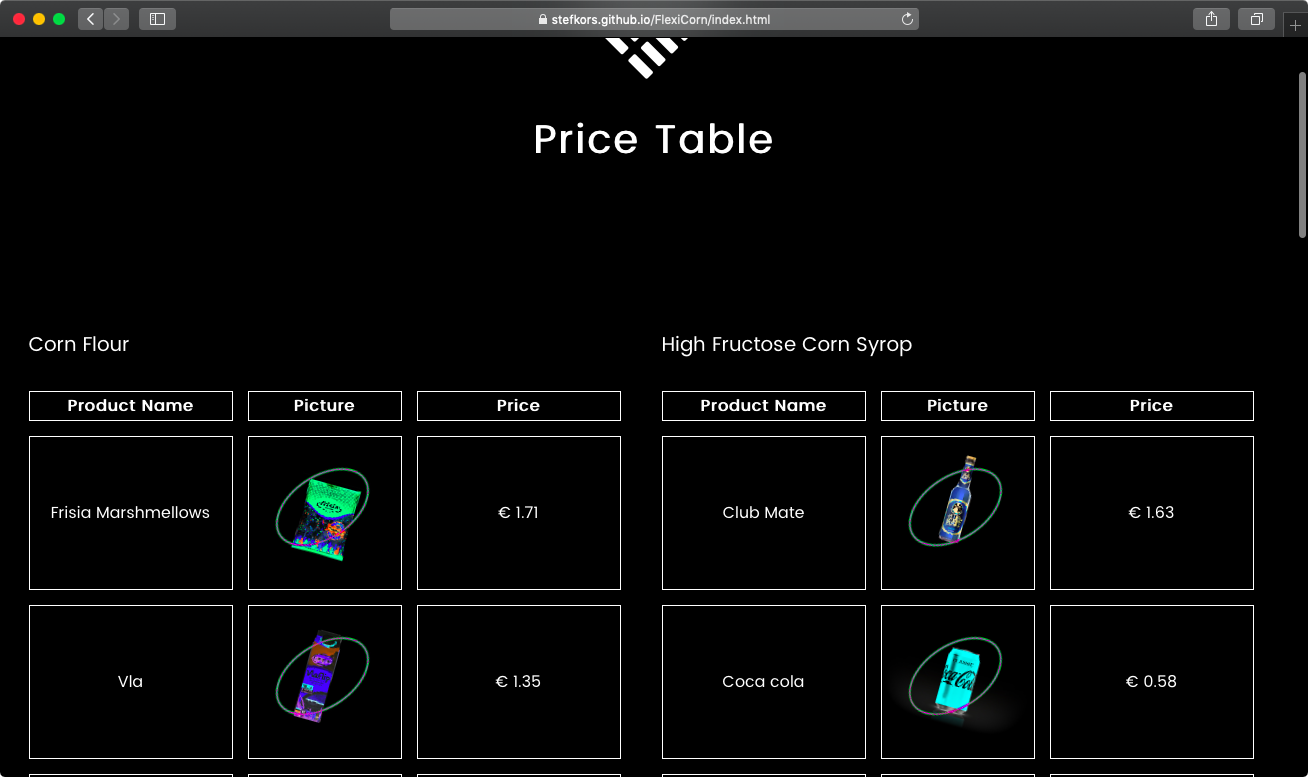 stefkors.github.io/FlexiCorn/index.html
Price Table
Corn Flour
Product Name
Picture
Price
Frisia Marshmellows
€ 1.71
Vla
€ 1.35
High Fructose Corn Syrop
Product Name
Picture
Price
Club Mate
€ 1.63
Coca cola
€ 0.58